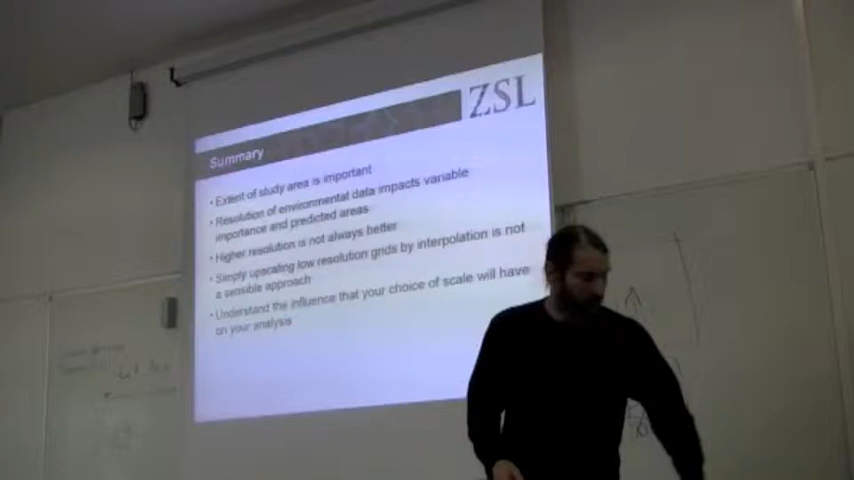 ZSL
Summary
• Extent of study area is important
• Resolution of environmental data impacts variable
importance and predicted areas
• Higher resolution is not always better
• Simply upscaling low resolution grids by interpolation is not
a sensible approach
• Understand the influence that your choice of scale will have
on your analysis